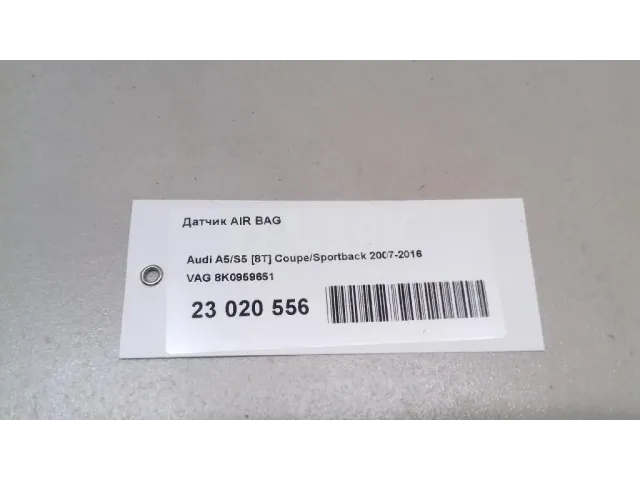 Датчик AIR BAG
Audi A5/S5 [8T] Coupe/Sportback 2007-2016
VAG 8K0959651
23 020 556